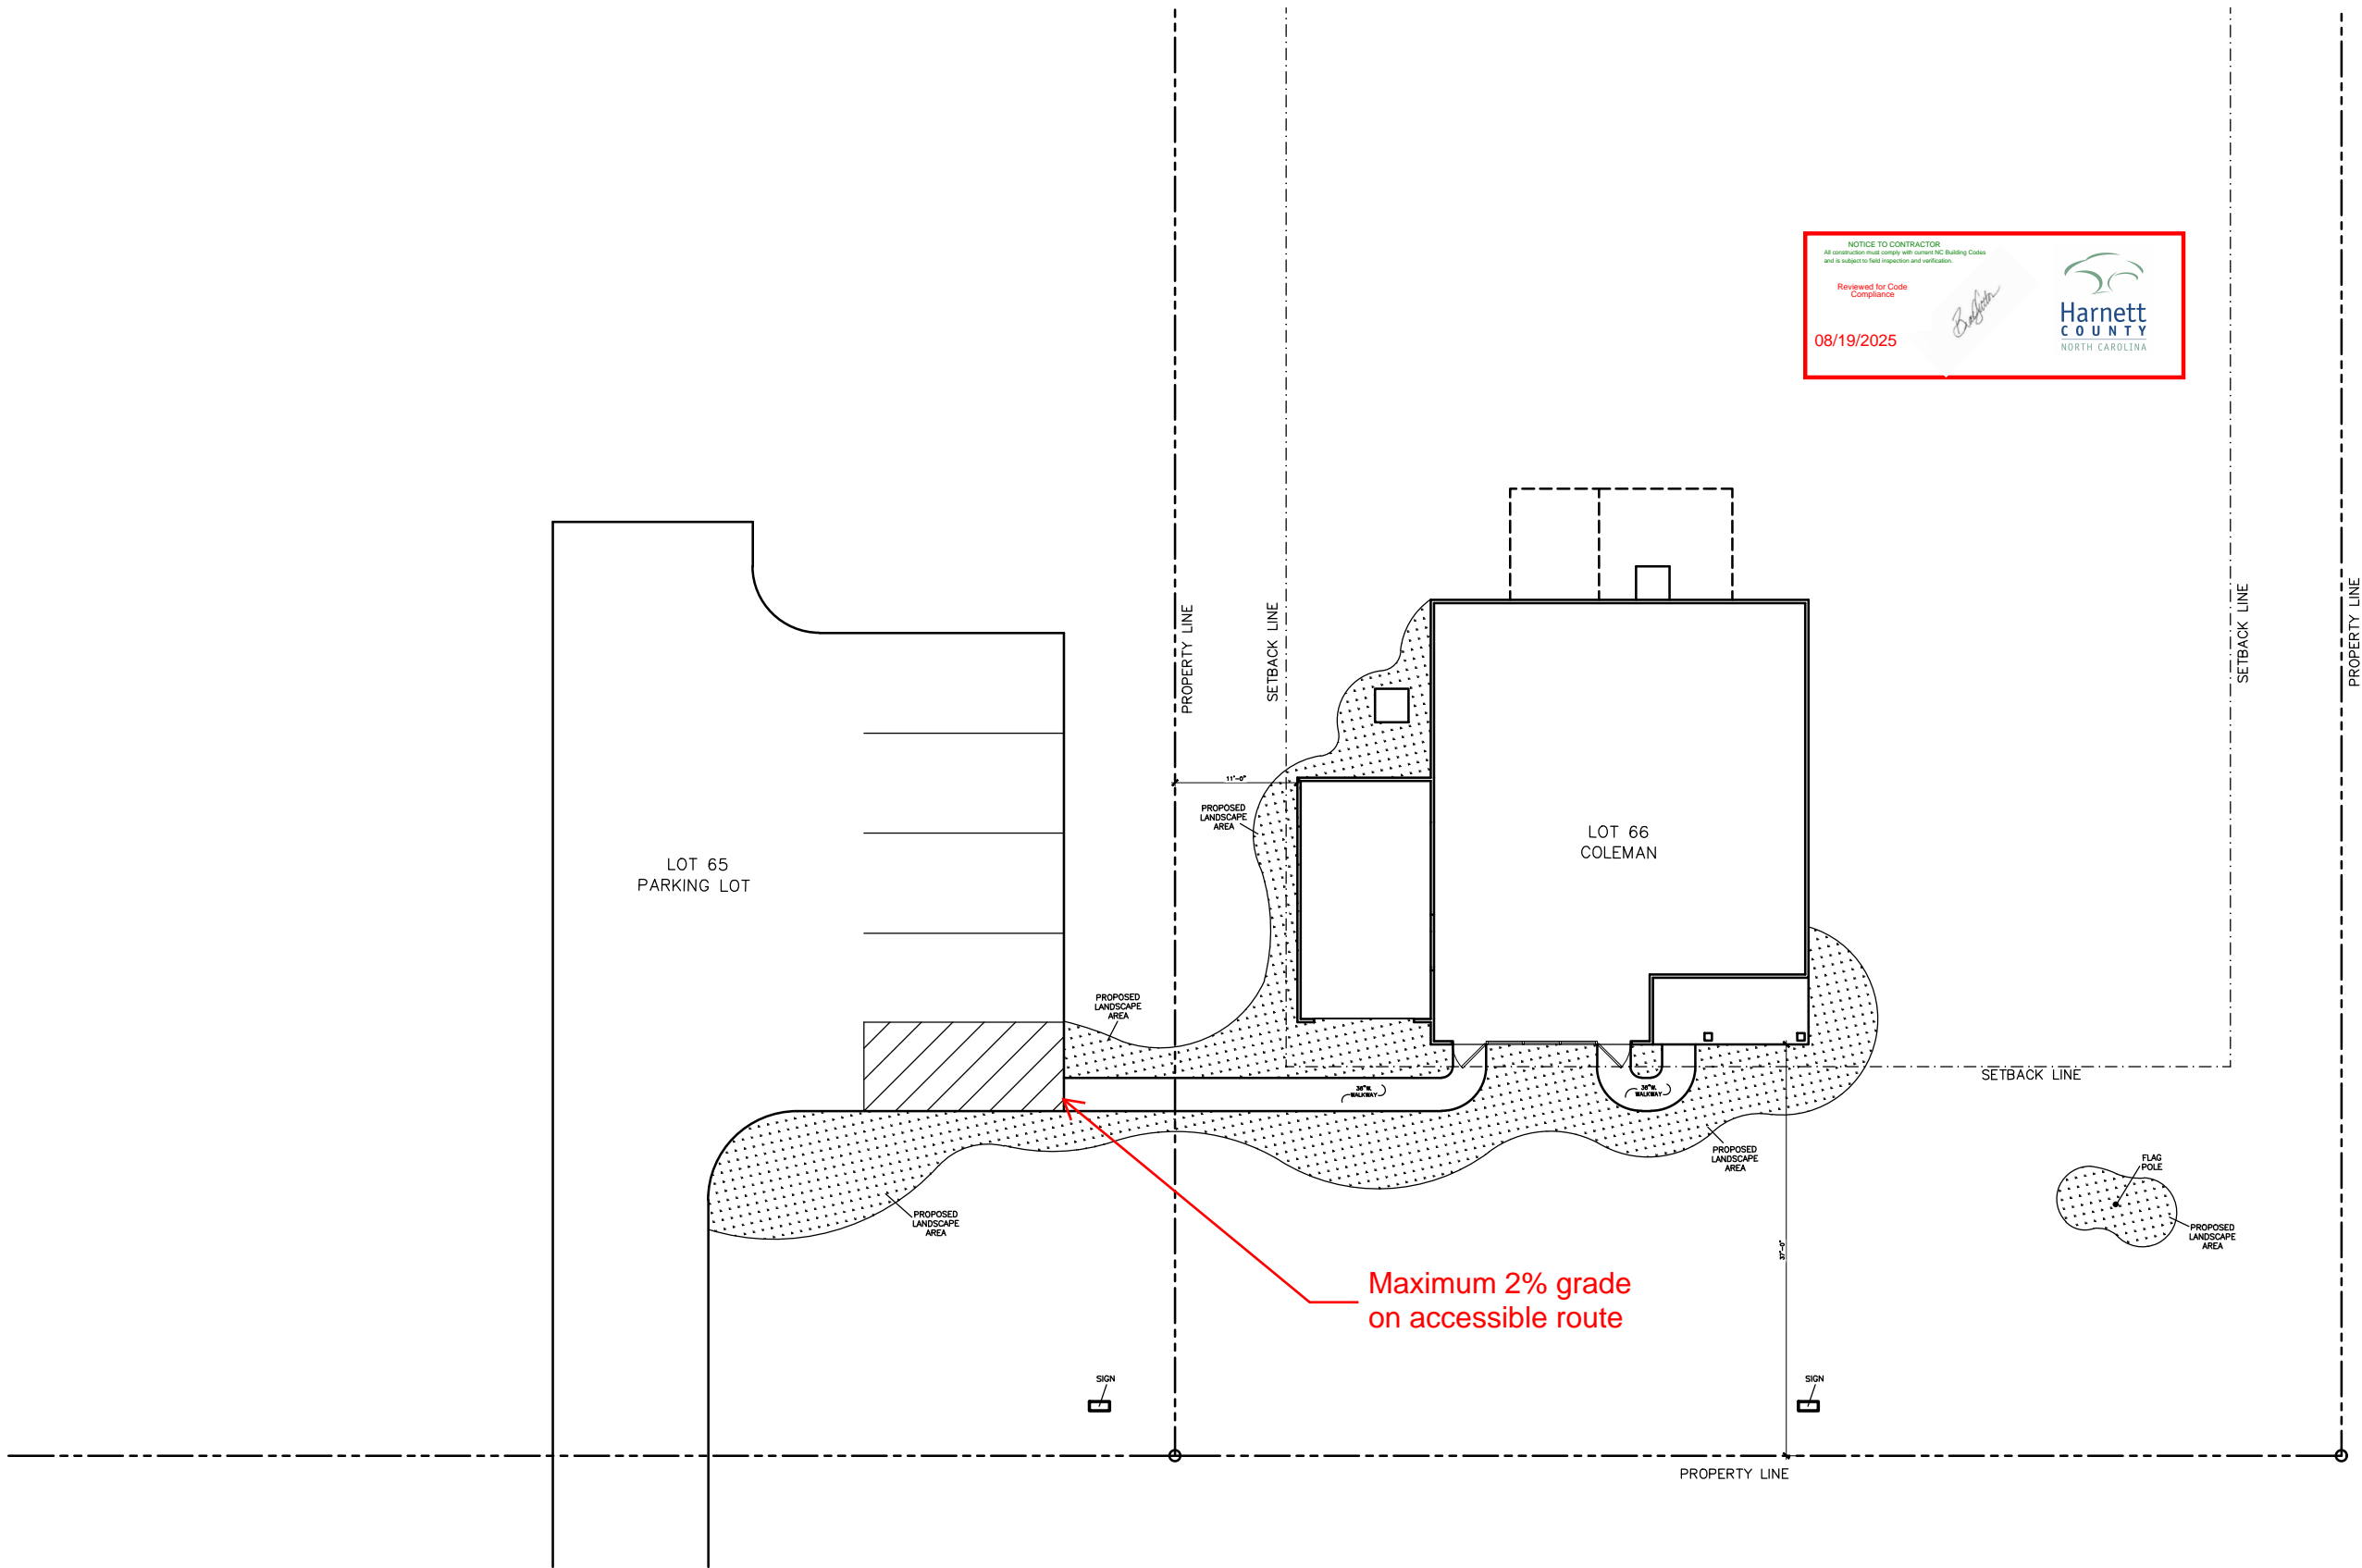 NOTICE TO CONTRACTOR
All construction must comply with current NC Building Codes
and is subject to field inspection and verification.
Reviewed for Code
Compliance
08/19/2025
Harnett
COUNTY
NORTH CAROLINA
PROPERTY LINE
SETBACK LINE
SETBACK LINE
PROPERTY LINE
11'-0"
PROPOSED
LANDSCAPE
AREA
LOT 66
COLEMAN
LOT 65
PARKING LOT
PROPOSED
LANDSCAPE
AREA
SETBACK LINE
36"W.
WALKWAY
36"W.
WALKWAY
PROPOSED
LANDSCAPE
AREA
FLAG
POLE
PROPOSED
LANDSCAPE
AREA
PROPOSED
LANDSCAPE
AREA
37'-0"
Maximum 2% grade
on accessible route
SIGN
SIGN
PROPERTY LINE